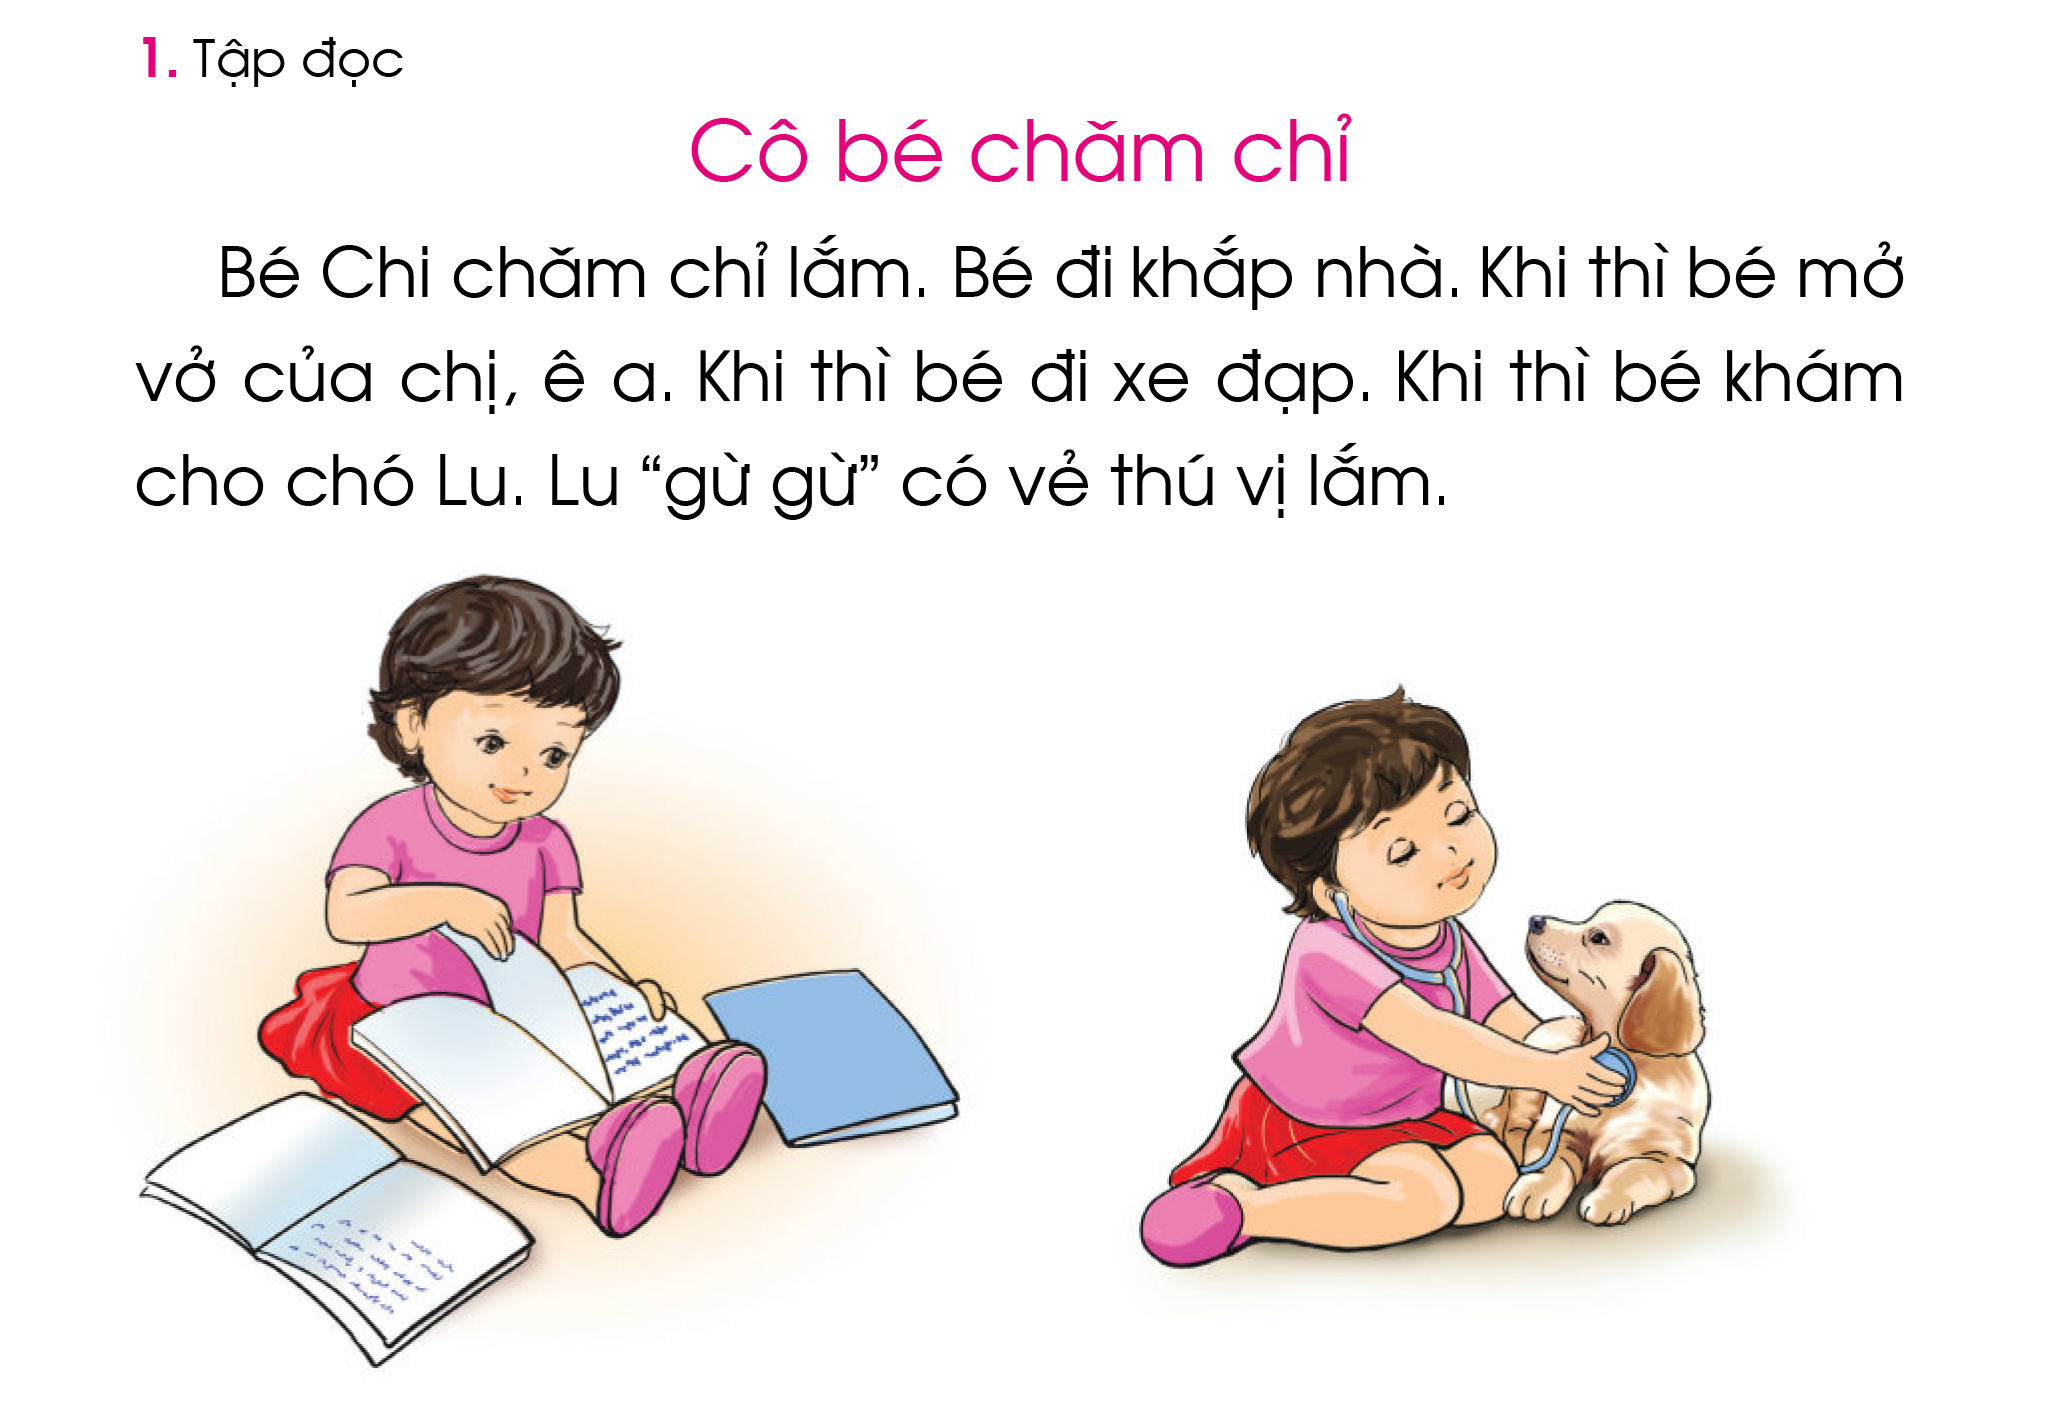 1. Tập đọc
Cô bé chăm chỉ
Bé Chi chăm chỉ lắm. Bé đi khắp nhà. Khi thì bé mở
vở của chị, ê a. Khi thì bé đi xe đạp. Khi thì bé khám
cho chó Lu. Lu “gừ gừ” có vẻ thú vị lắm.